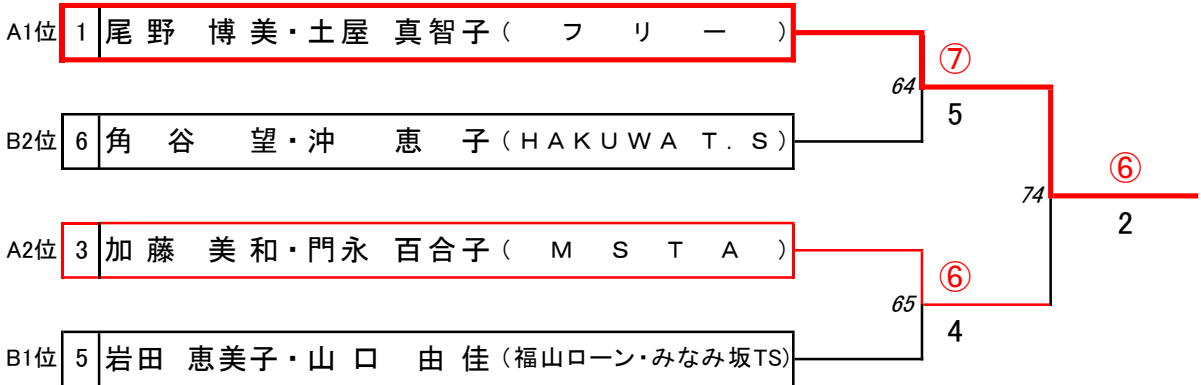 A1位 1 尾野 博美・土屋 真智子(フリー)
⑦
64
5
B2位 6 角谷 望・沖 恵子(HAKUWA T.S)
⑥
74
2
A2位 3 加藤 美和・門永 百合子(MSTA)
⑥
65
4
B1位 5 岩田 恵美子・山口 由佳(福山ローン・みなみ坂TS)